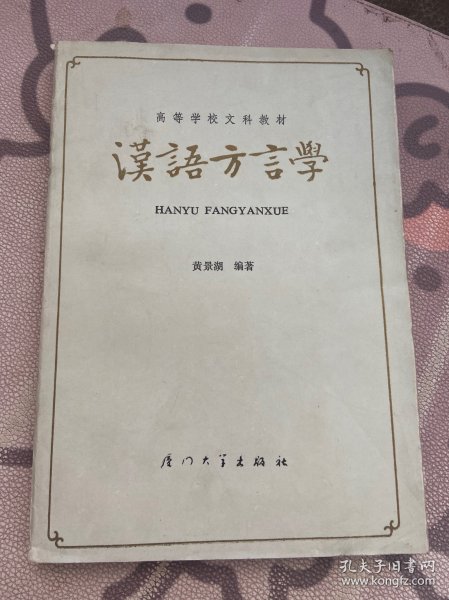 高等学校文科教材
漢語方言學
HANYU FANGYANXUE
黄景湖 编著
厦门大学出版社
孔夫子旧书网
www.kongfz.com